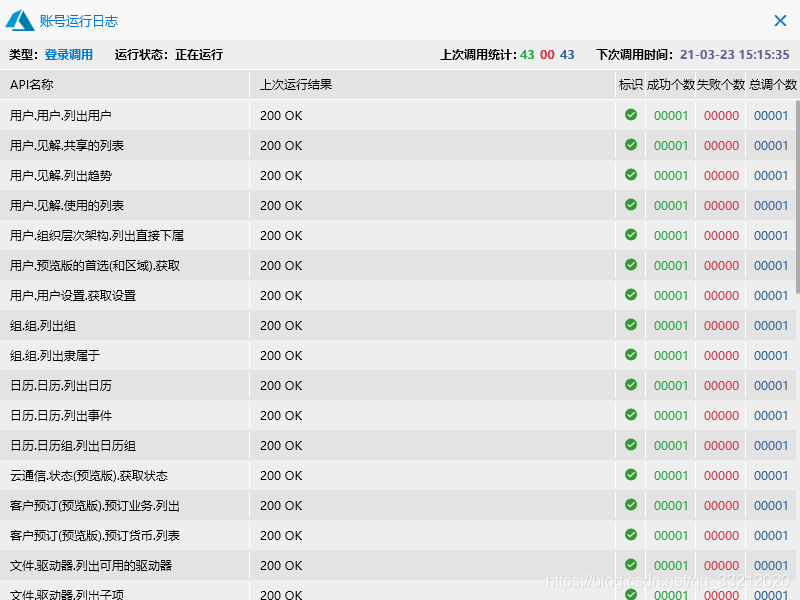 账号运行日志
类型：登录调用 运行状态：正在运行 上次调用统计：43 00 43 下次调用时间：21-03-23 15:15:35
API名称 上次运行结果 标识 成功个数 失败个数 总调个数
用户.用户.列出用户 200 OK 00001 00000 00001
用户.见解.共享的列表 200 OK 00001 00000 00001
用户.见解.列出趋势 200 OK 00001 00000 00001
用户.见解.使用的列表 200 OK 00001 00000 00001
用户.组织层次架构.列出直接下属 200 OK 00001 00000 00001
用户.预览版的首选(和区域).获取 200 OK 00001 00000 00001
用户.用户设置.获取设置 200 OK 00001 00000 00001
组.组.列出组 200 OK 00001 00000 00001
组.组.列出隶属于 200 OK 00001 00000 00001
日历.日历.列出日历 200 OK 00001 00000 00001
日历.日历.列出事件 200 OK 00001 00000 00001
日历.日历组.列出日历组 200 OK 00001 00000 00001
云通信.状态(预览版).获取状态 200 OK 00001 00000 00001
客户预订(预览版).预订业务.列出 200 OK 00001 00000 00001
客户预订(预览版).预订货币.列表 200 OK 00001 00000 00001
文件.驱动器.列出可用的驱动器 200 OK 00001 00000 00001
文件.驱动器.列出子项 200 OK 00001 00000 00001
https://blog.csdn.net/qq_33212020